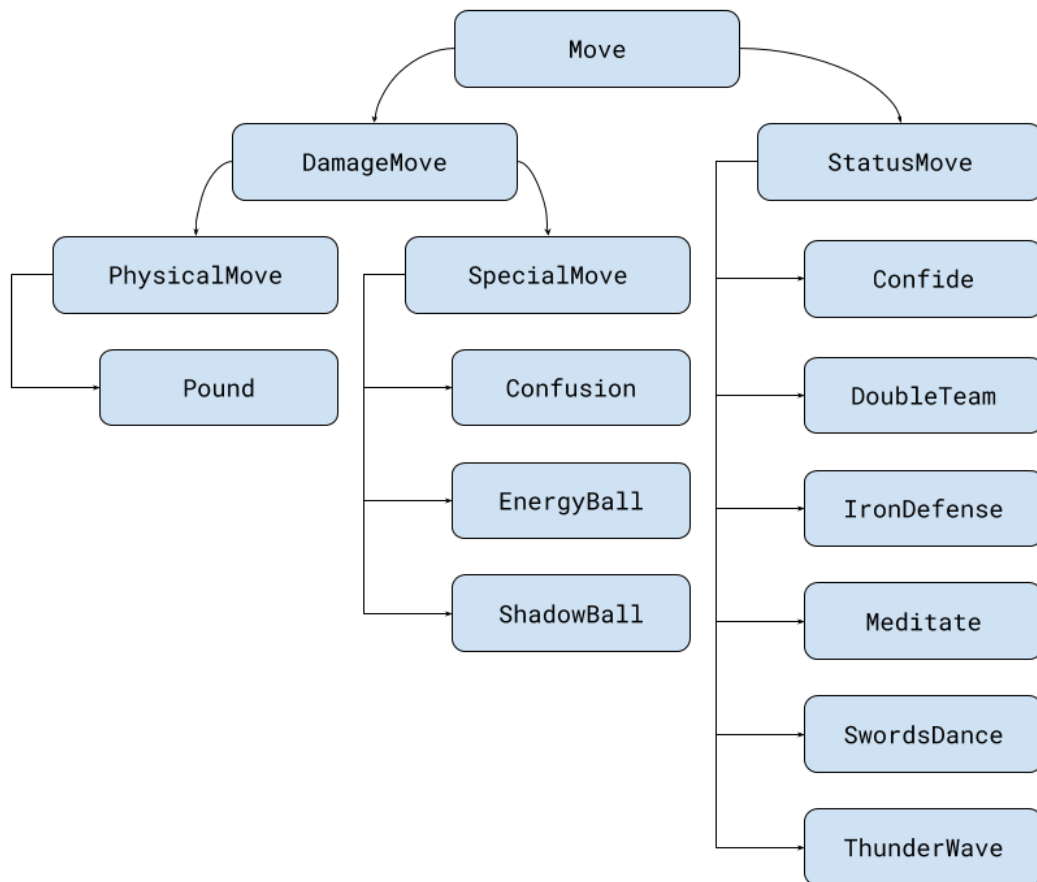 Move
DamageMove
StatusMove
PhysicalMove
SpecialMove
Confide
Pound
Confusion
DoubleTeam
EnergyBall
IronDefense
ShadowBall
Meditate
SwordsDance
ThunderWave